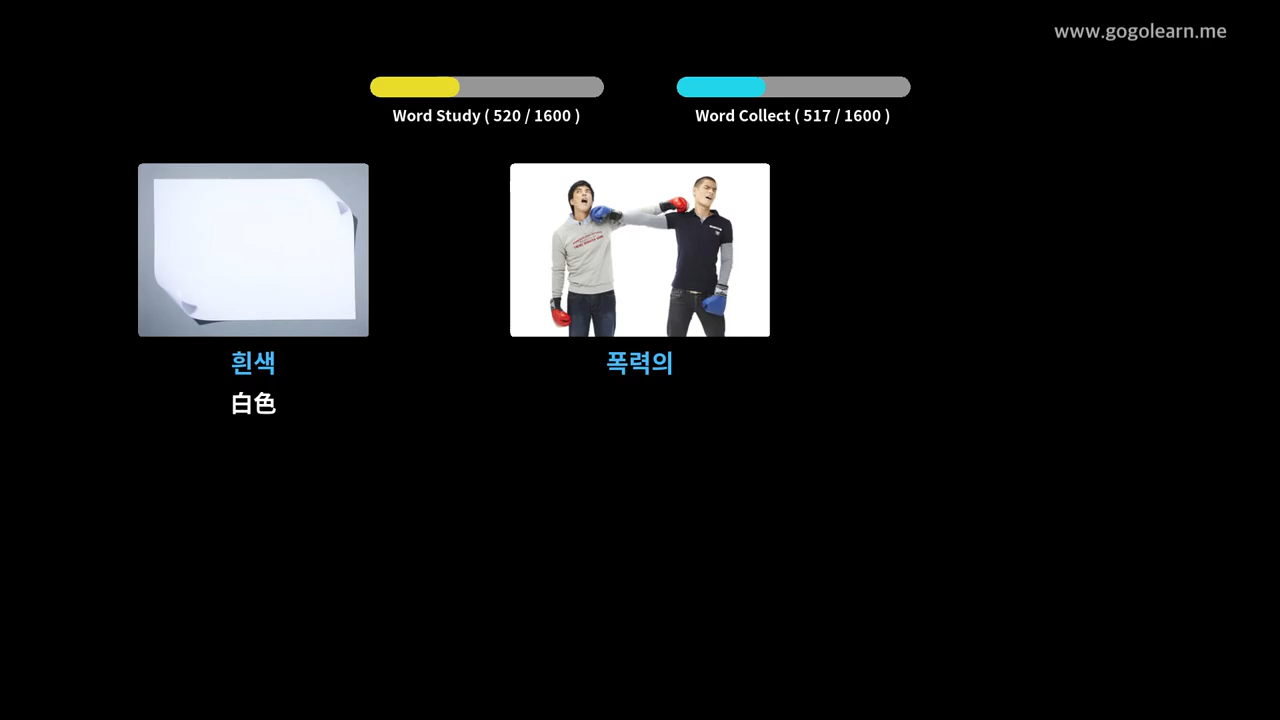 www.gogolearn.me
Word Study ( 520 / 1600 )
Word Collect ( 517 / 1600 )
흰색
白色
폭력의